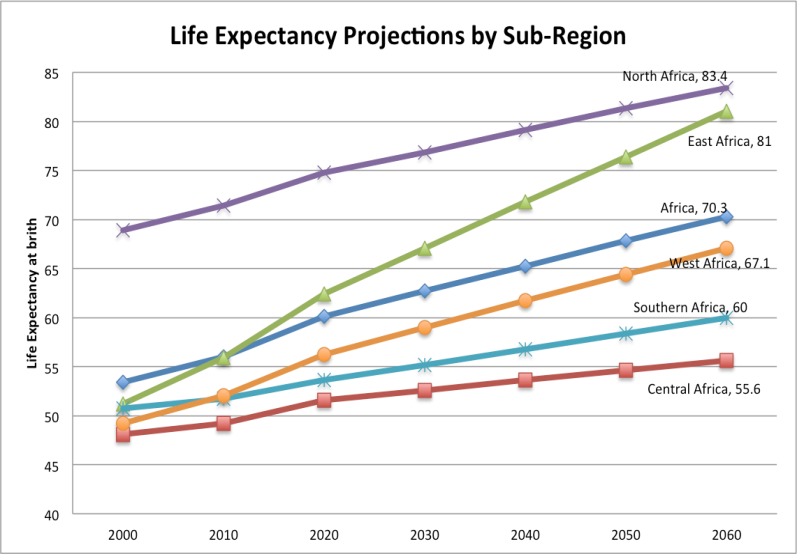 Life Expectancy Projections by Sub-Region
85
80
75
70
65
60
55
50
45
40
Life Expectancy at brith
North Africa, 83.4
East Africa, 81
Africa, 70.3
West Africa, 67.1
Southern Africa, 60
Central Africa, 55.6
2000 2010 2020 2030 2040 2050 2060